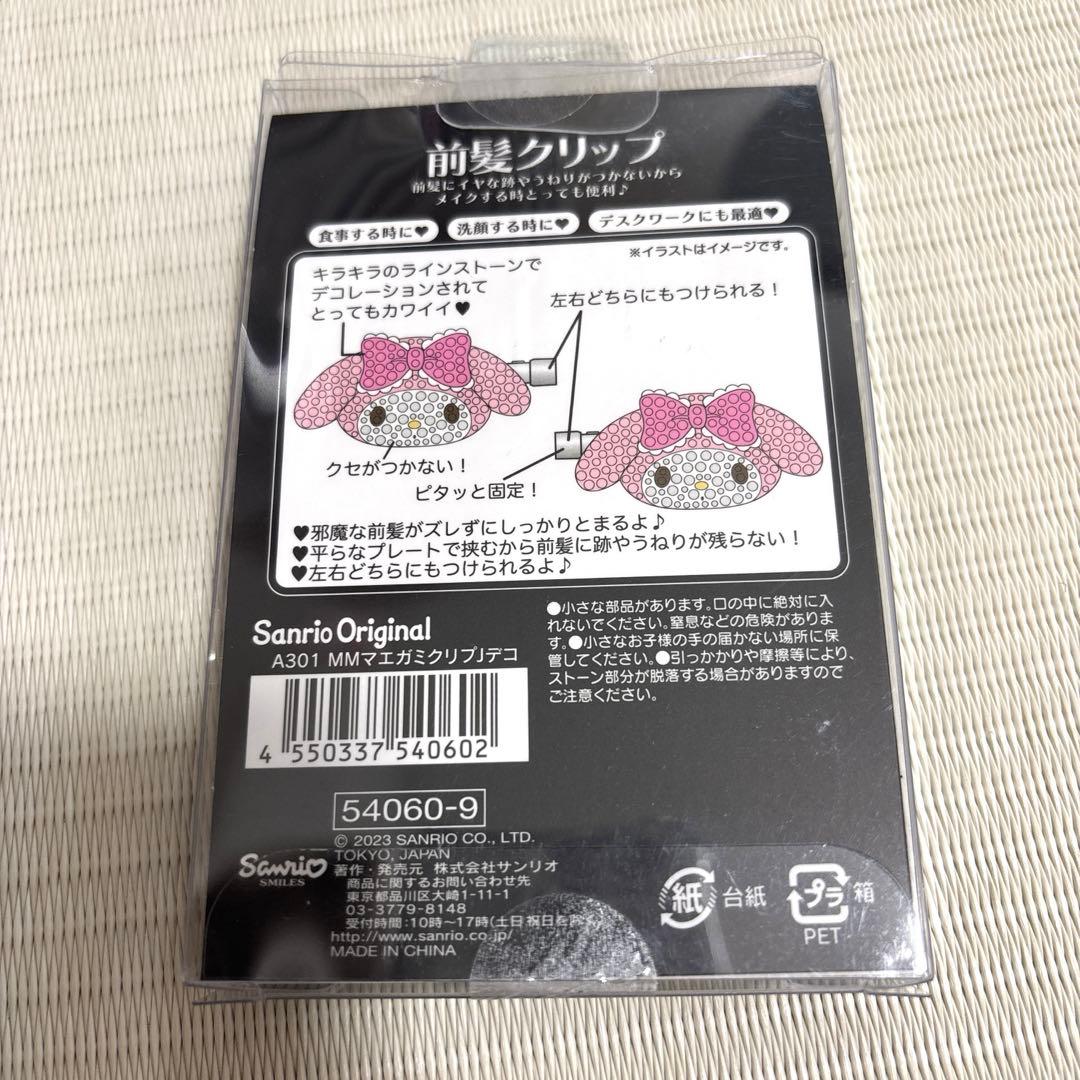 前髪クリップ
前髪にイヤな跡やうねりがつかないから
メイクする時とっても便利♪
食事する時に♥ 洗顔する時に♥ デスクワークにも最適♥
※イラストはイメージです。
キラキラのラインストーンで
デコレーションされて
とってもカワイイ♥
左右どちらにもつけられる！
クセがつかない！
ピタッと固定！
♥邪魔な前髪がズレずにしっかりとまるよ♪
♥平らなプレートで挟むから前髪に跡やうねりが残らない！
♥左右どちらにもつけられるよ♪
Sanrio Original
A301 MMマエガミクリプJデコ
4 550337 540602
●小さな部品があります。口の中に絶対に入
れないでください。窒息などの危険がありま
す。●小さなお子様の手の届かない場所に保
管してください。●引っかかりや摩擦等により、
ストーン部分が脱落する場合がありますので
ご注意ください。
54060-9
© 2023 SANRIO CO., LTD.
TOKYO, JAPAN
Sanrio
SMILES
著作・発売元 株式会社サンリオ
商品に関するお問い合わせ先
東京都品川区大崎1-11-1
03-3779-8148
受付時間:10時～17時(土日祝日を除く)
http://www.sanrio.co.jp/
MADE IN CHINA
紙 台紙
プラ 箱
PET